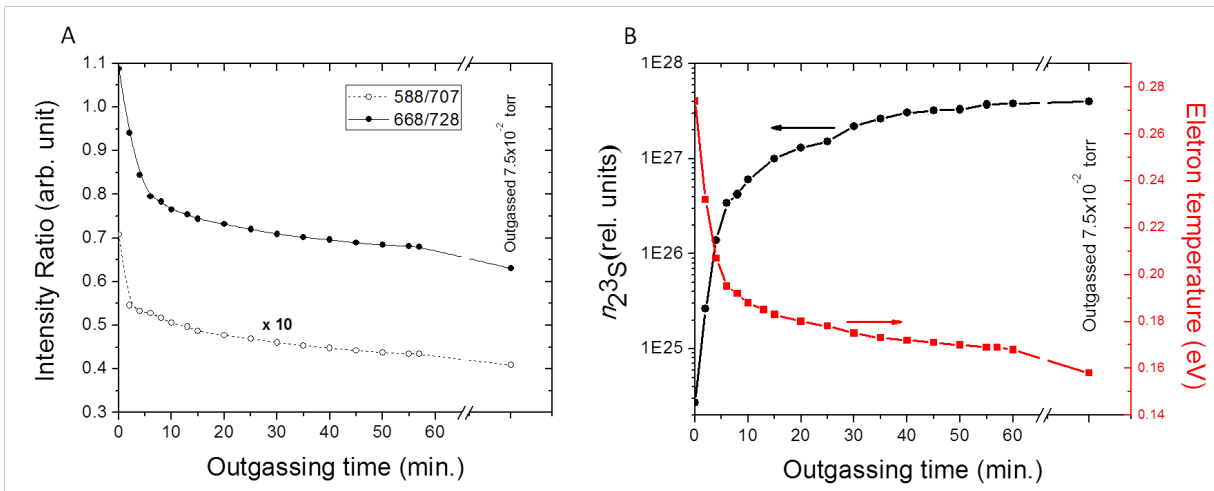 A
1.1
1.0
0.9
0.8
0.7
0.6
0.5
0.4
0.3
0 10 20 30 40 50 60
Intensity Ratio (arb. unit)
Outgassing time (min.)
588/707
668/728
x 10
Outgassed 7.5x10⁻² torr
B
1E28
1E27
1E26
1E25
0 10 20 30 40 50 60
n₂³S(rel. units)
Outgassing time (min.)
Outgassed 7.5x10⁻² torr
0.28
0.26
0.24
0.22
0.20
0.18
0.16
0.14
Eletron temperature (eV)